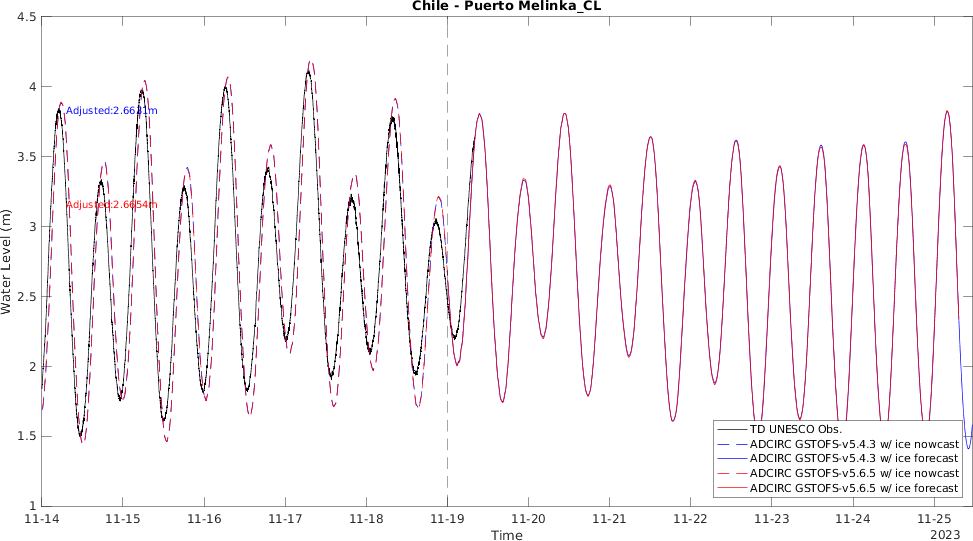 Chile - Puerto Melinka_CL
4.5
4
3.5
3
2.5
2
1.5
1
Water Level (m)
Adjusted:2.6631m
Adjusted:2.6654m
TD UNESCO Obs.
ADCIRC GSTOFS-v5.4.3 w/ ice nowcast
ADCIRC GSTOFS-v5.4.3 w/ ice forecast
ADCIRC GSTOFS-v5.6.5 w/ ice nowcast
ADCIRC GSTOFS-v5.6.5 w/ ice forecast
11-14 11-15 11-16 11-17 11-18 11-19 11-20 11-21 11-22 11-23 11-24 11-25
2023
Time